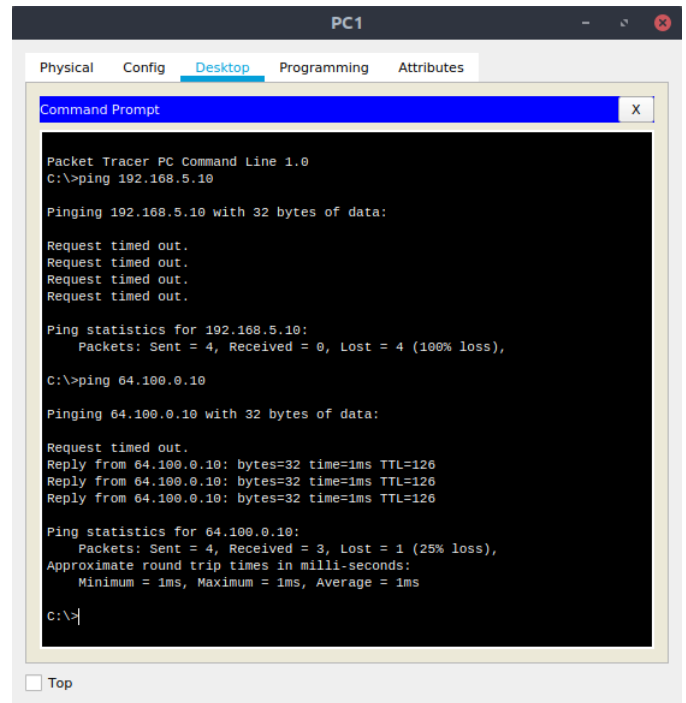 PC1
Physical Config Desktop Programming Attributes
Command Prompt X
Packet Tracer PC Command Line 1.0
C:\>ping 192.168.5.10
Pinging 192.168.5.10 with 32 bytes of data:
Request timed out.
Request timed out.
Request timed out.
Request timed out.
Ping statistics for 192.168.5.10:
Packets: Sent = 4, Received = 0, Lost = 4 (100% loss),
C:\>ping 64.100.0.10
Pinging 64.100.0.10 with 32 bytes of data:
Request timed out.
Reply from 64.100.0.10: bytes=32 time=1ms TTL=126
Reply from 64.100.0.10: bytes=32 time=1ms TTL=126
Reply from 64.100.0.10: bytes=32 time=1ms TTL=126
Ping statistics for 64.100.0.10:
Packets: Sent = 4, Received = 3, Lost = 1 (25% loss),
Approximate round trip times in milli-seconds:
Minimum = 1ms, Maximum = 1ms, Average = 1ms
C:\>
Top